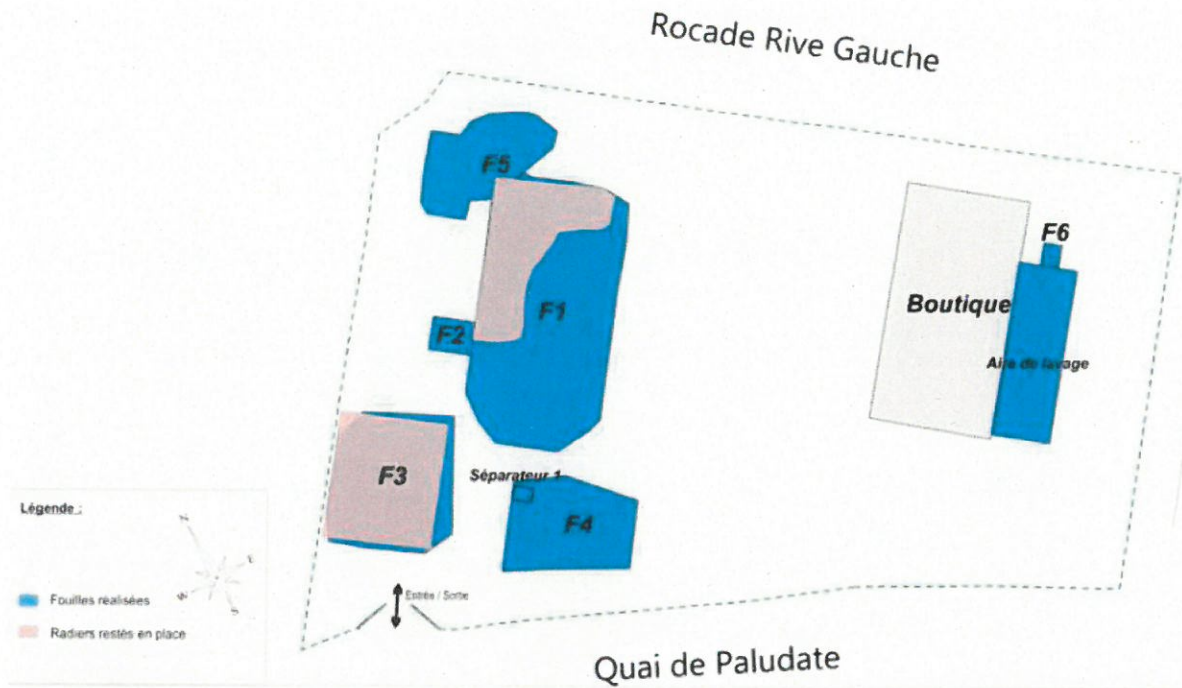 Rocade Rive Gauche
F5
F6
F1
Boutique
F2
Aire de lavage
F3
Séparateur 1
F4
Légende :
N
E
W
S
Fouilles réalisées
Entrée / Sortie
Radiers restés en place
Quai de Paludate